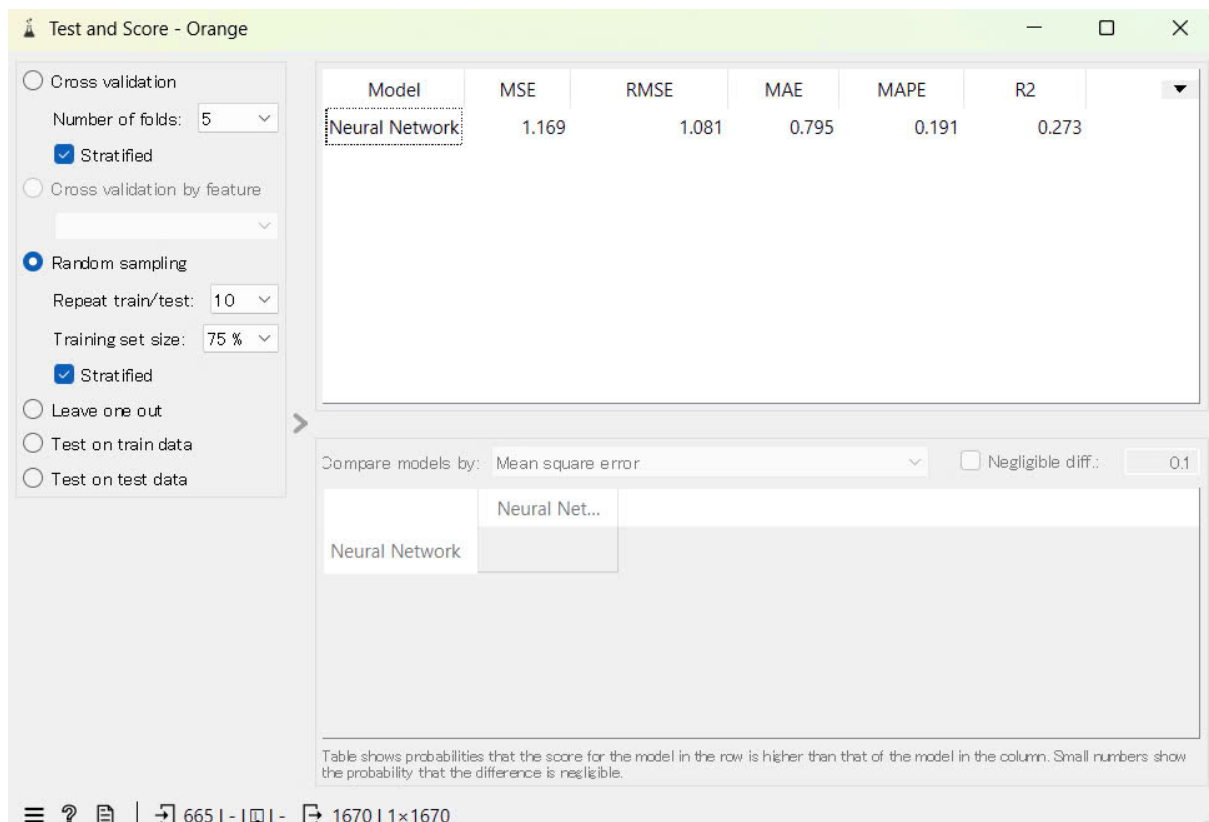 Test and Score - Orange
Cross validation
Number of folds: 5
Stratified
Cross validation by feature
Random sampling
Repeat train/test: 10
Training set size: 75 %
Stratified
Leave one out
Test on train data
Test on test data
Model MSE RMSE MAE MAPE R2
Neural Network 1.169 1.081 0.795 0.191 0.273
Compare models by: Mean square error Negligible diff.: 0.1
Neural Net...
Neural Network
Table shows probabilities that the score for the model in the row is higher than that of the model in the column. Small numbers show
the probability that the difference is negligible.
665 | - | - 1670 | 1×1670